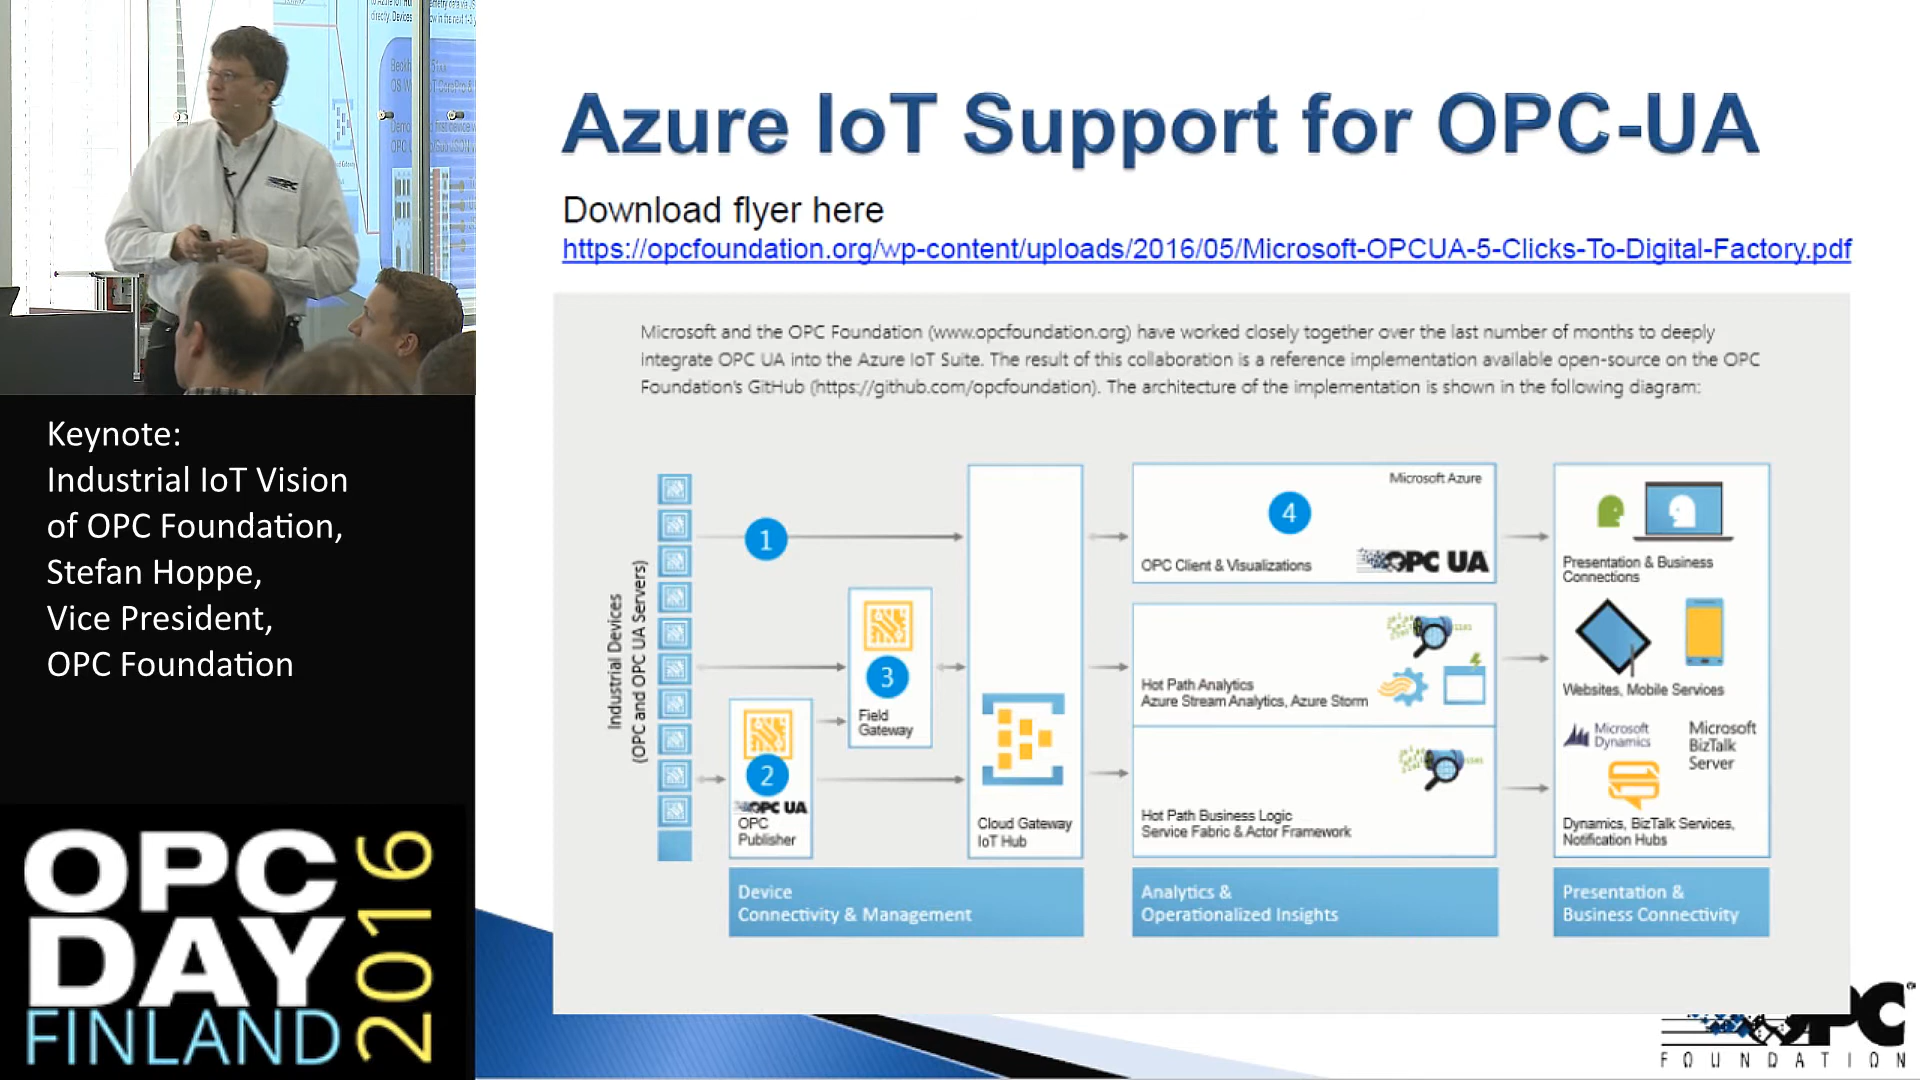 Azure IoT Support for OPC-UA
Download flyer here
https://opcfoundation.org/wp-content/uploads/2016/05/Microsoft-OPCUA-5-Clicks-To-Digital-Factory.pdf
Microsoft and the OPC Foundation (www.opcfoundation.org) have worked closely together over the last number of months to deeply
integrate OPC UA into the Azure IoT Suite. The result of this collaboration is a reference implementation available open-source on the OPC
Foundation's GitHub (https://github.com/opcfoundation). The architecture of the implementation is shown in the following diagram:
Industrial Devices
(OPC and OPC UA Servers)
1
2
OPC UA
OPC
Publisher
3
Field
Gateway
Cloud Gateway
IoT Hub
Microsoft Azure
4
OPC Client & Visualizations
OPC UA
Hot Path Analytics
Azure Stream Analytics, Azure Storm
Hot Path Business Logic
Service Fabric & Actor Framework
Presentation & Business
Connections
Websites, Mobile Services
Microsoft
Dynamics
Microsoft
BizTalk
Server
Dynamics, BizTalk Services,
Notification Hubs
Device
Connectivity & Management
Analytics &
Operationalized Insights
Presentation &
Business Connectivity
Keynote:
Industrial IoT Vision
of OPC Foundation,
Stefan Hoppe,
Vice President,
OPC Foundation
OPC
DAY
FINLAND
2016
OPC
FOUNDATION